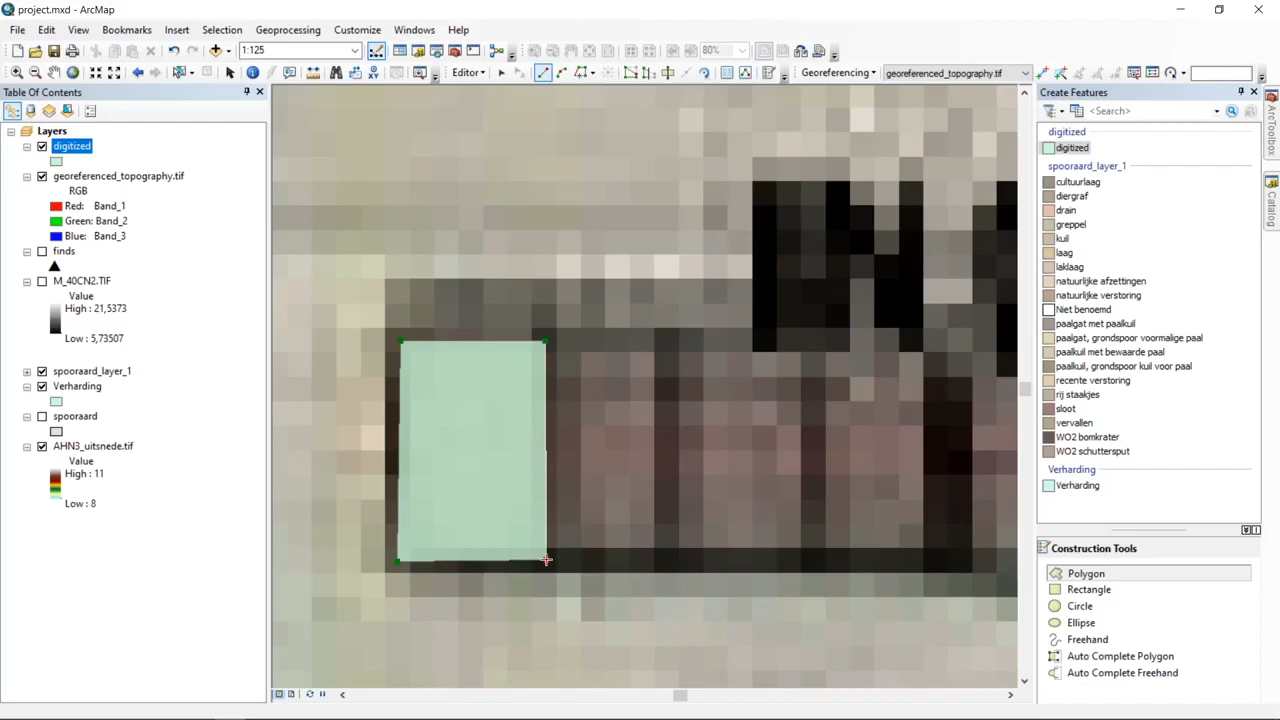 project.mxd - ArcMap
File Edit View Bookmarks Insert Selection Geoprocessing Customize Windows Help
1:125 80%
Editor Georeferencing georeferenced_topography.tif
Table Of Contents
Layers
digitized
georeferenced_topography.tif
RGB
Red: Band_1
Green: Band_2
Blue: Band_3
finds
M_40CN2.TIF
Value
High : 21,5373
Low : 5,73507
spooraard_layer_1
Verharding
spooraard
AHN3_uitsnede.tif
Value
High : 11
Low : 8
Create Features
<Search>
digitized
digitized
spooraard_layer_1
cultuurlaag
diergraf
drain
greppel
kuil
laag
laklaag
natuurlijke afzettingen
natuurlijke verstoring
Niet benoemd
paalgat met paalkuil
paalgat, grondspoor voormalige paal
paalkuil met bewaarde paal
paalkuil, grondspoor kuil voor paal
recente verstoring
rij staakjes
sloot
vervallen
WO2 bomkrater
WO2 schuttersput
Verharding
Verharding
Construction Tools
Polygon
Rectangle
Circle
Ellipse
Freehand
Auto Complete Polygon
Auto Complete Freehand
ArcToolbox
Catalog